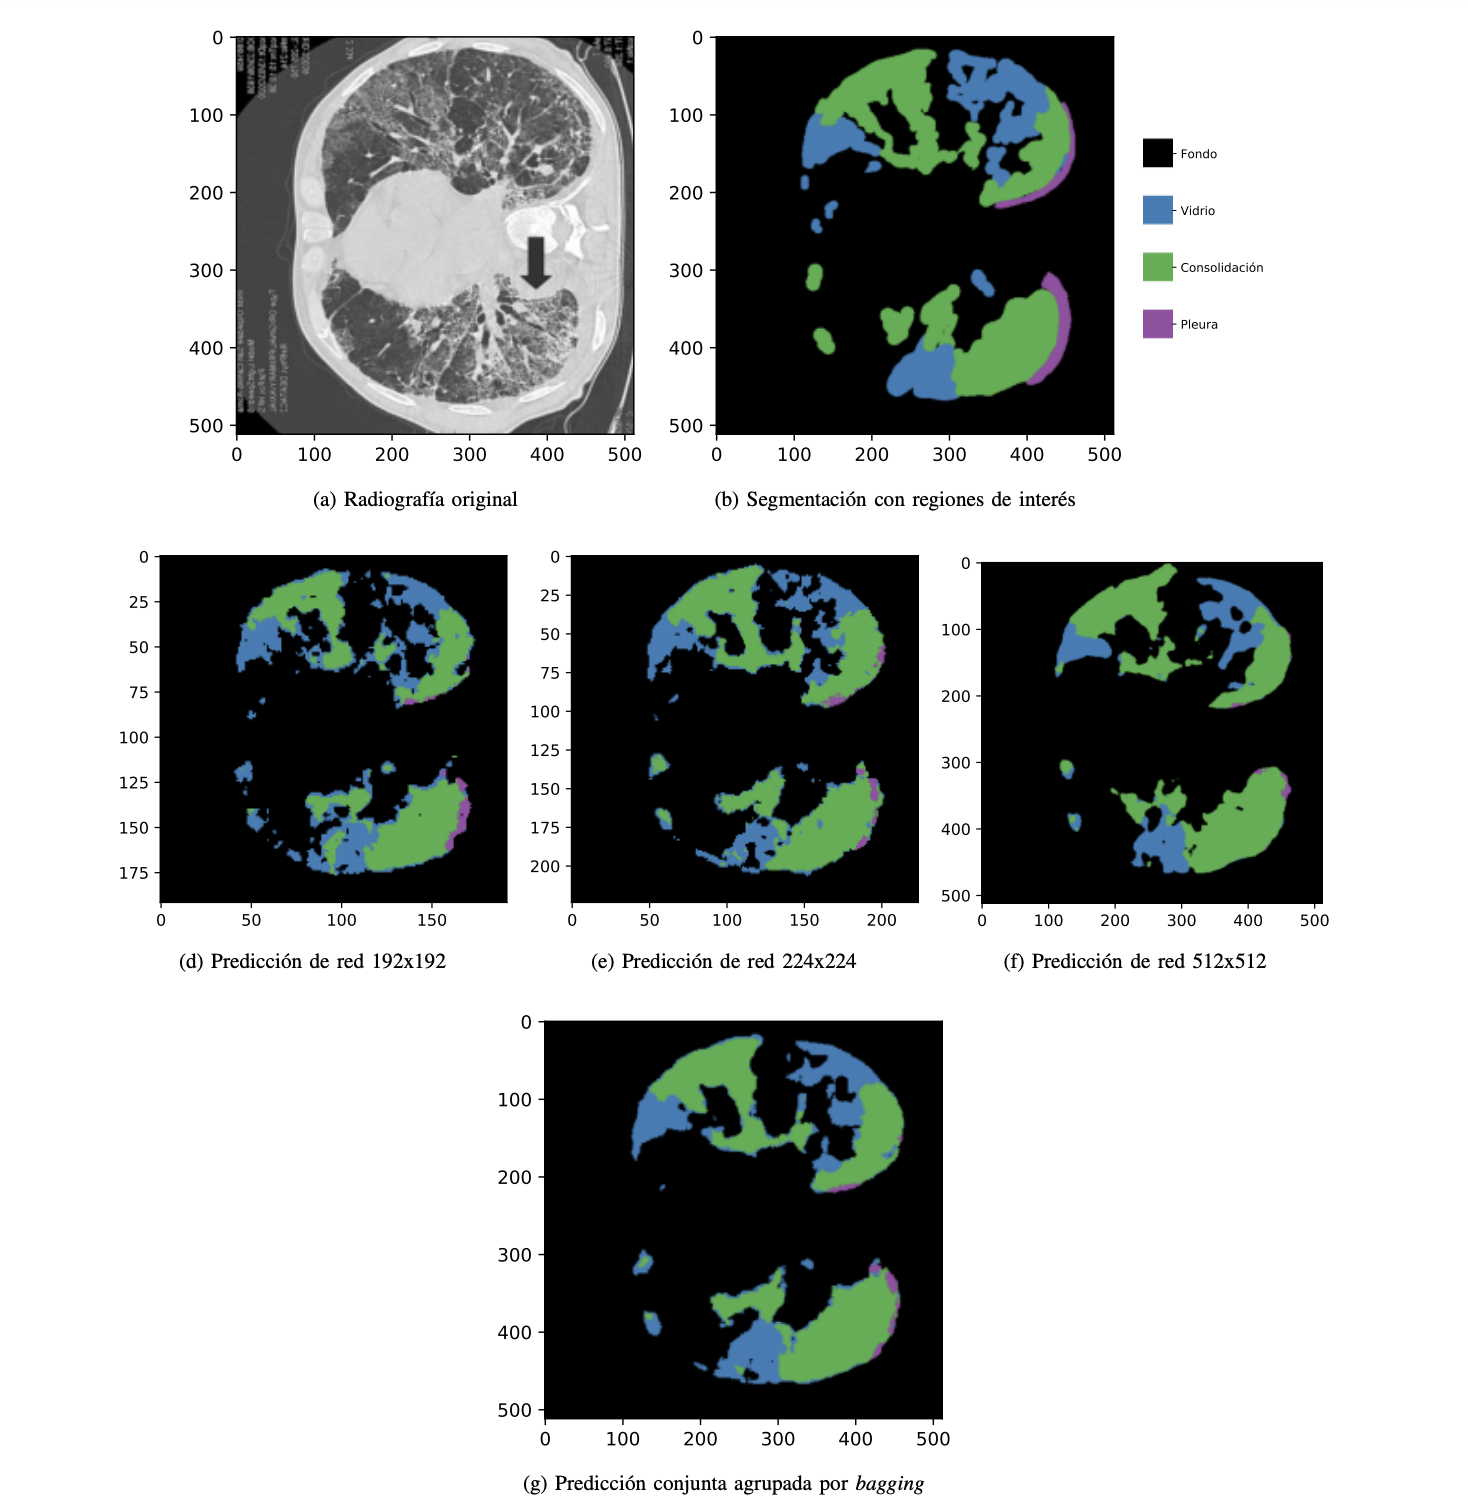 0
100
200
300
400
500
0 100 200 300 400 500
(a) Radiografía original
0
100
200
300
400
500
0 100 200 300 400 500
(b) Segmentación con regiones de interés
Fondo
Vidrio
Consolidación
Pleura
0
25
50
75
100
125
150
175
0 50 100 150
(d) Predicción de red 192x192
0
25
50
75
100
125
150
175
200
0 50 100 150 200
(e) Predicción de red 224x224
0
100
200
300
400
500
0 100 200 300 400 500
(f) Predicción de red 512x512
0
100
200
300
400
500
0 100 200 300 400 500
(g) Predicción conjunta agrupada por bagging